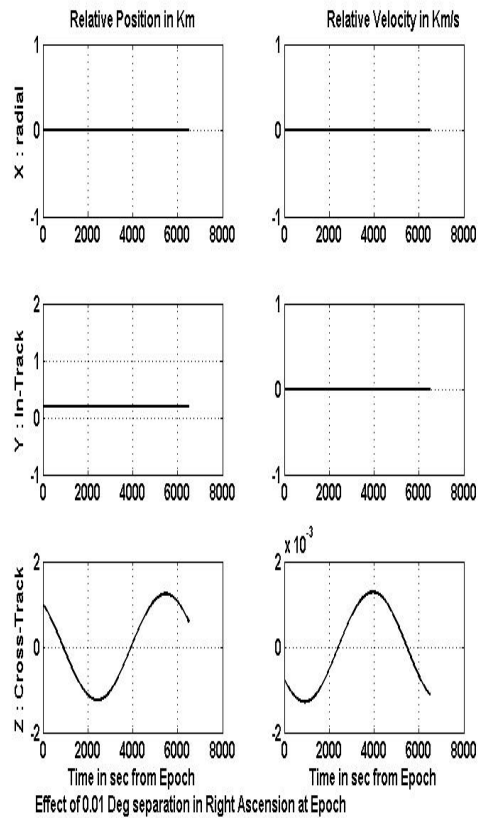 Relative Position in Km
Relative Velocity in Km/s
X : radial
1
0
-1
0 2000 4000 6000 8000
1
0
-1
0 2000 4000 6000 8000
Y : In-Track
2
1
0
-1
0 2000 4000 6000 8000
1
0
-1
0 2000 4000 6000 8000
Z : Cross-Track
2
0
-2
0 2000 4000 6000 8000
x 10^-3
2
0
-2
0 2000 4000 6000 8000
Time in sec from Epoch
Time in sec from Epoch
Effect of 0.01 Deg separation in Right Ascension at Epoch